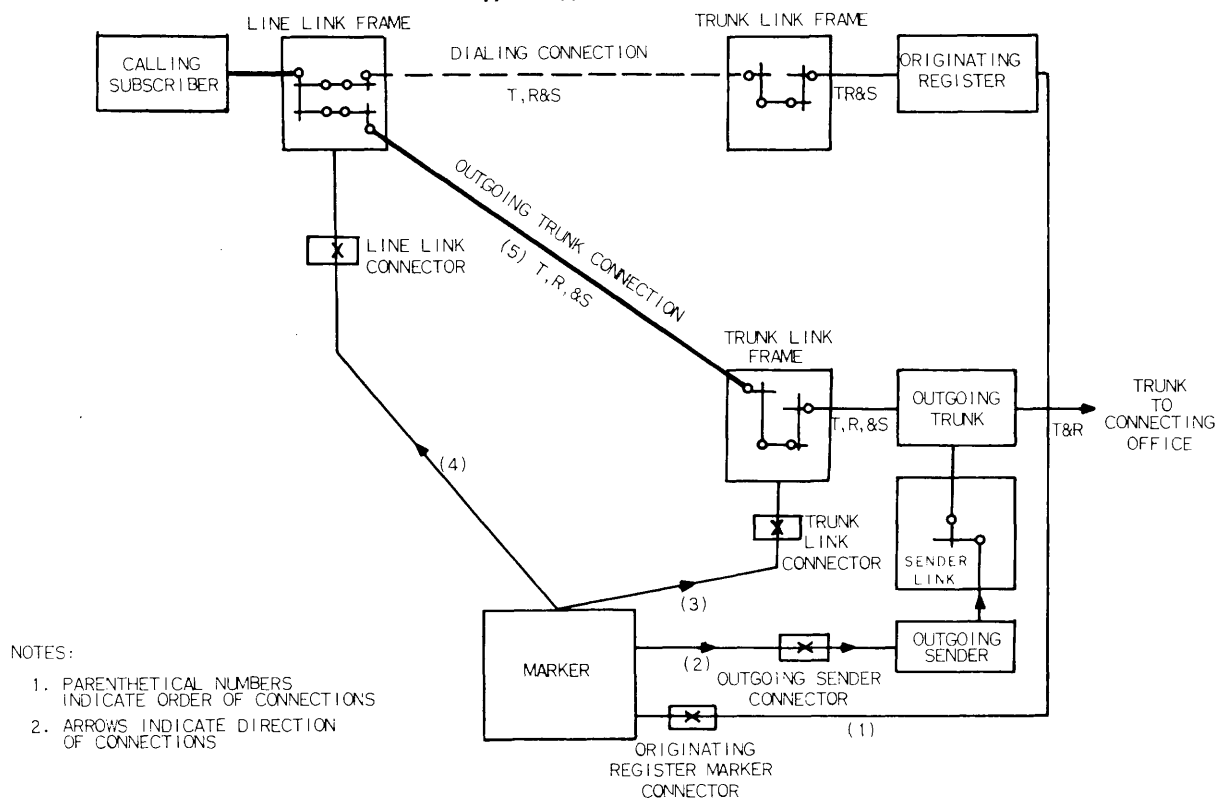 LINE LINK FRAME
TRUNK LINK FRAME
CALLING
SUBSCRIBER
DIALING CONNECTION
T,R&S
TR&S
ORIGINATING
REGISTER
OUTGOING TRUNK CONNECTION
(5) T,R,&S
LINE LINK
CONNECTOR
TRUNK LINK
FRAME
T,R,&S
OUTGOING
TRUNK
T&R
TRUNK
TO
CONNECTING
OFFICE
(4)
TRUNK
LINK
CONNECTOR
SENDER
LINK
(3)
MARKER
(2)
OUTGOING SENDER
CONNECTOR
OUTGOING
SENDER
(1)
ORIGINATING
REGISTER MARKER
CONNECTOR
NOTES:
1. PARENTHETICAL NUMBERS
INDICATE ORDER OF CONNECTIONS
2. ARROWS INDICATE DIRECTION
OF CONNECTIONS